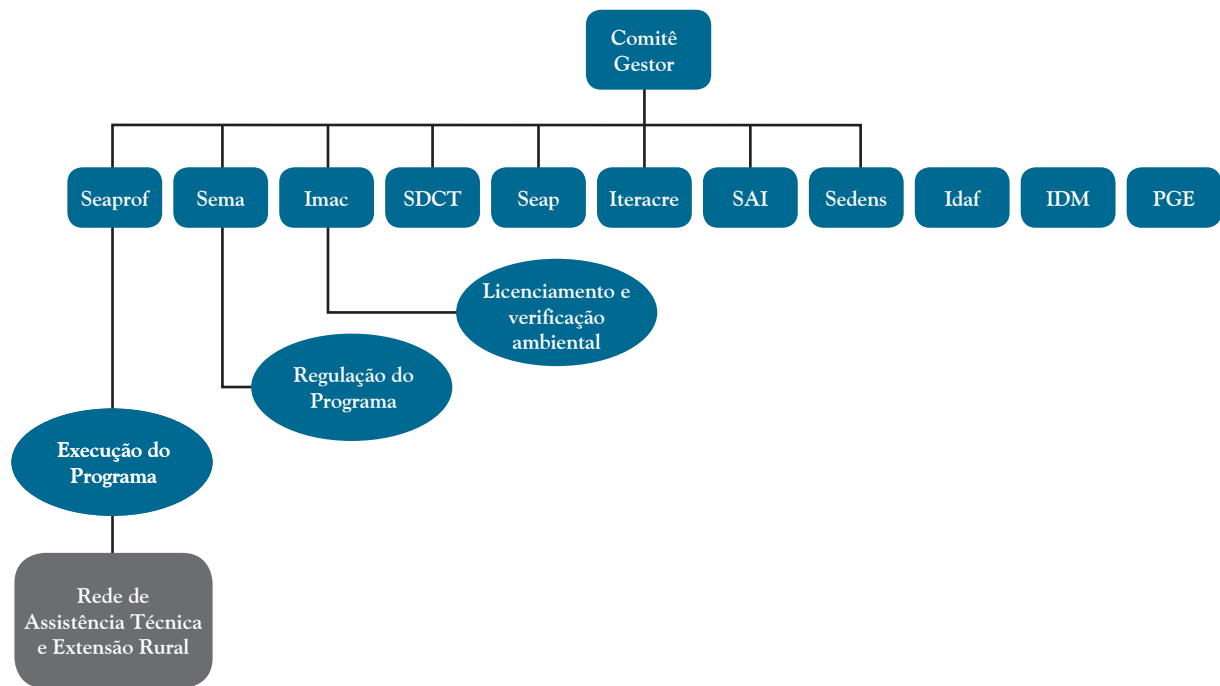 Comitê
Gestor
Seaprof
Sema
Imac
SDCT
Seap
Iteracre
SAI
Sedens
Idaf
IDM
PGE
Licenciamento e
verificação
ambiental
Regulação do
Programa
Execução do
Programa
Rede de
Assistência Técnica
e Extensão Rural